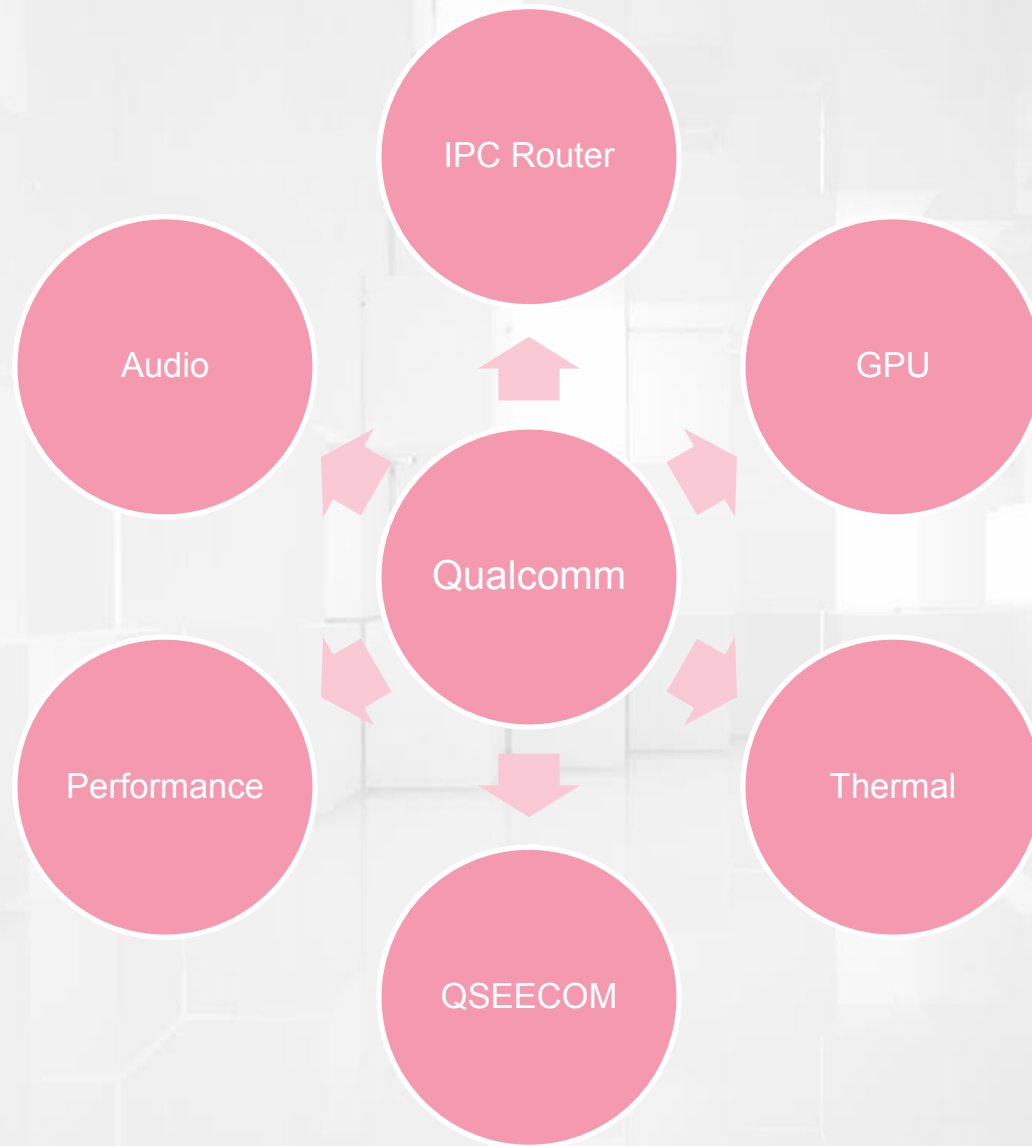 IPC Router
Audio
GPU
Qualcomm
Performance
Thermal
QSEECOM